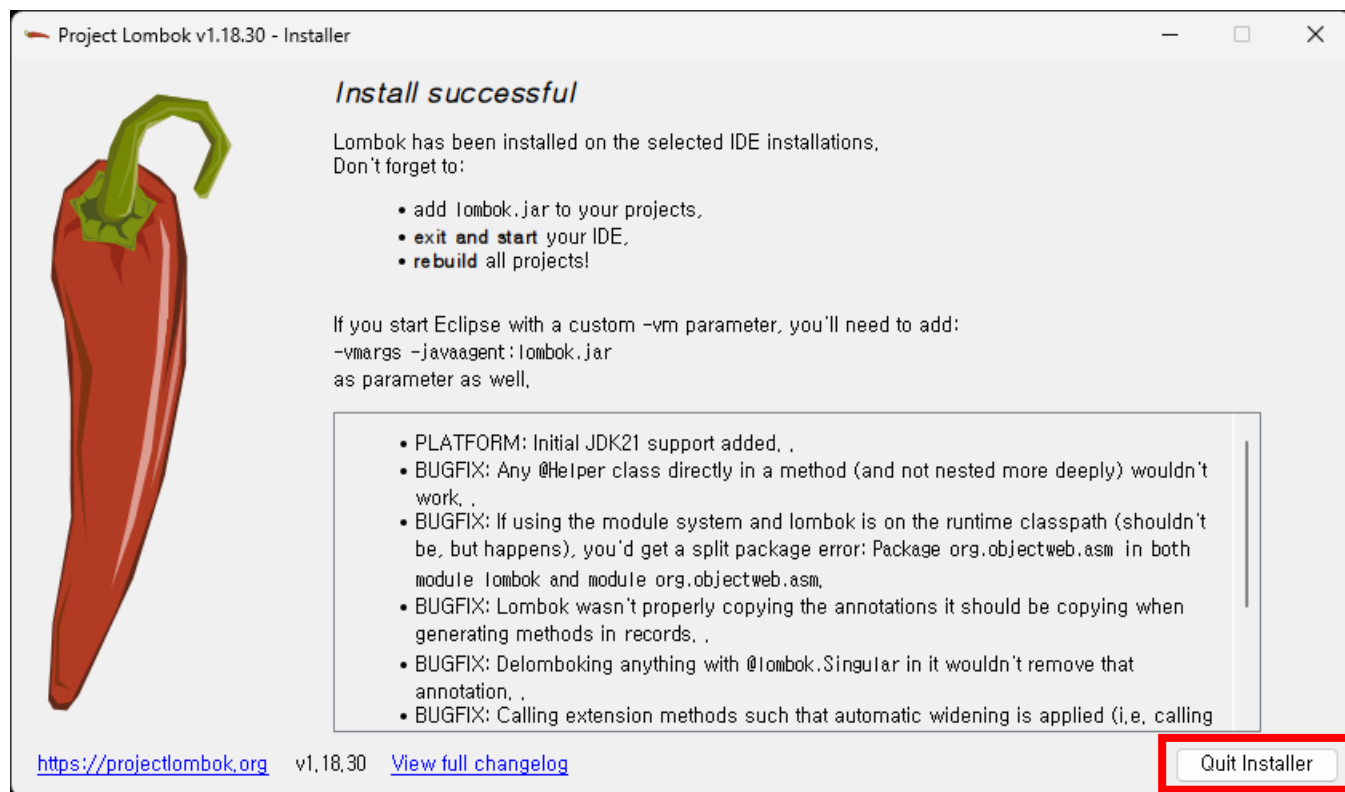 Project Lombok v1.18.30 - Installer
Install successful
Lombok has been installed on the selected IDE installations.
Don't forget to:
• add lombok.jar to your projects,
• exit and start your IDE,
• rebuild all projects!
If you start Eclipse with a custom -vm parameter, you'll need to add:
-vmargs -javaagent:lombok.jar
as parameter as well.
• PLATFORM: Initial JDK21 support added. .
• BUGFIX: Any @Helper class directly in a method (and not nested more deeply) wouldn't
work. .
• BUGFIX: If using the module system and lombok is on the runtime classpath (shouldn't
be, but happens), you'd get a split package error: Package org.objectweb.asm in both
module lombok and module org.objectweb.asm.
• BUGFIX: Lombok wasn't properly copying the annotations it should be copying when
generating methods in records. .
• BUGFIX: Delomboking anything with @lombok.Singular in it wouldn't remove that
annotation. .
• BUGFIX: Calling extension methods such that automatic widening is applied (i.e. calling
https://projectlombok.org v1.18.30 View full changelog Quit Installer